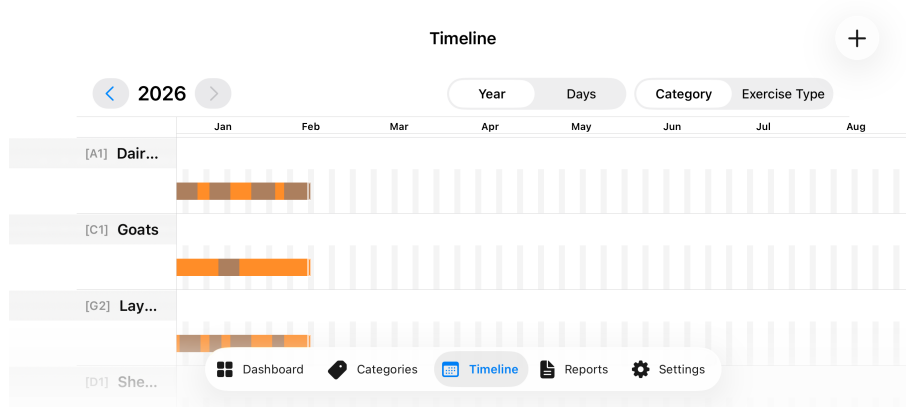 Timeline
2026
Year Days Category Exercise Type
Jan Feb Mar Apr May Jun Jul Aug
[A1] Dair...
[C1] Goats
[G2] Lay...
[D1] She...
Dashboard Categories Timeline Reports Settings